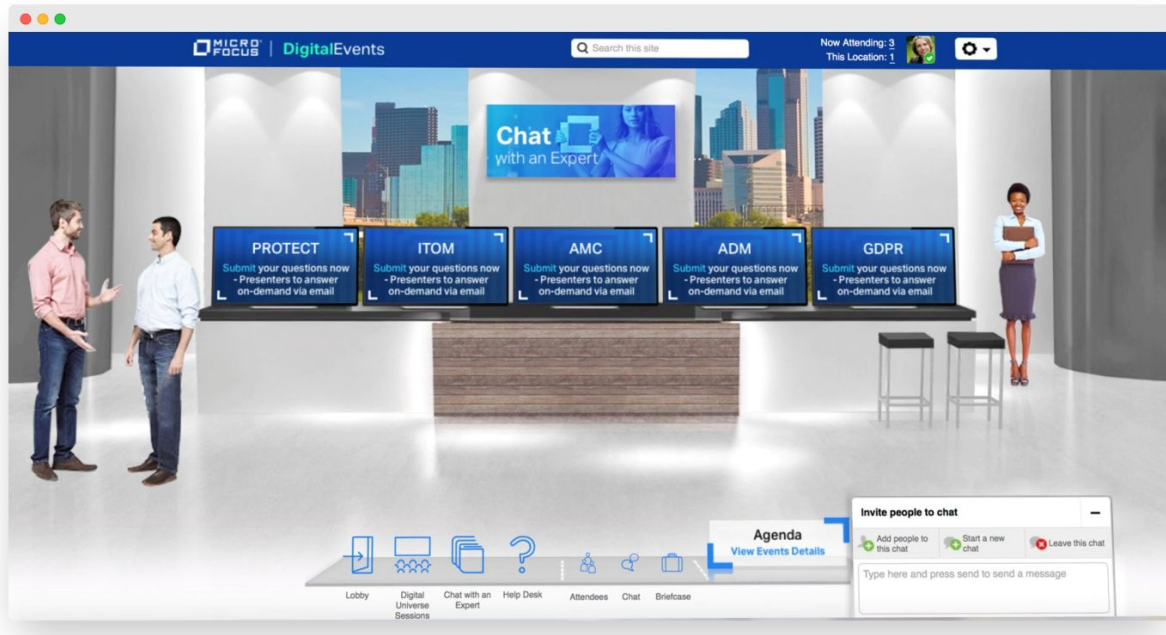 MICRO FOCUS | DigitalEvents
Search this site
Now Attending: 3
This Location: 1
Chat
with an Expert
PROTECT
Submit your questions now
- Presenters to answer
on-demand via email
ITOM
Submit your questions now
- Presenters to answer
on-demand via email
AMC
Submit your questions now
- Presenters to answer
on-demand via email
ADM
Submit your questions now
- Presenters to answer
on-demand via email
GDPR
Submit your questions now
- Presenters to answer
on-demand via email
Agenda
View Events Details
Invite people to chat
Add people to
this chat
Start a new
chat
Leave this chat
Type here and press send to send a message
Lobby
Digital
Universe
Sessions
Chat with an
Expert
Help Desk
Attendees
Chat
Briefcase